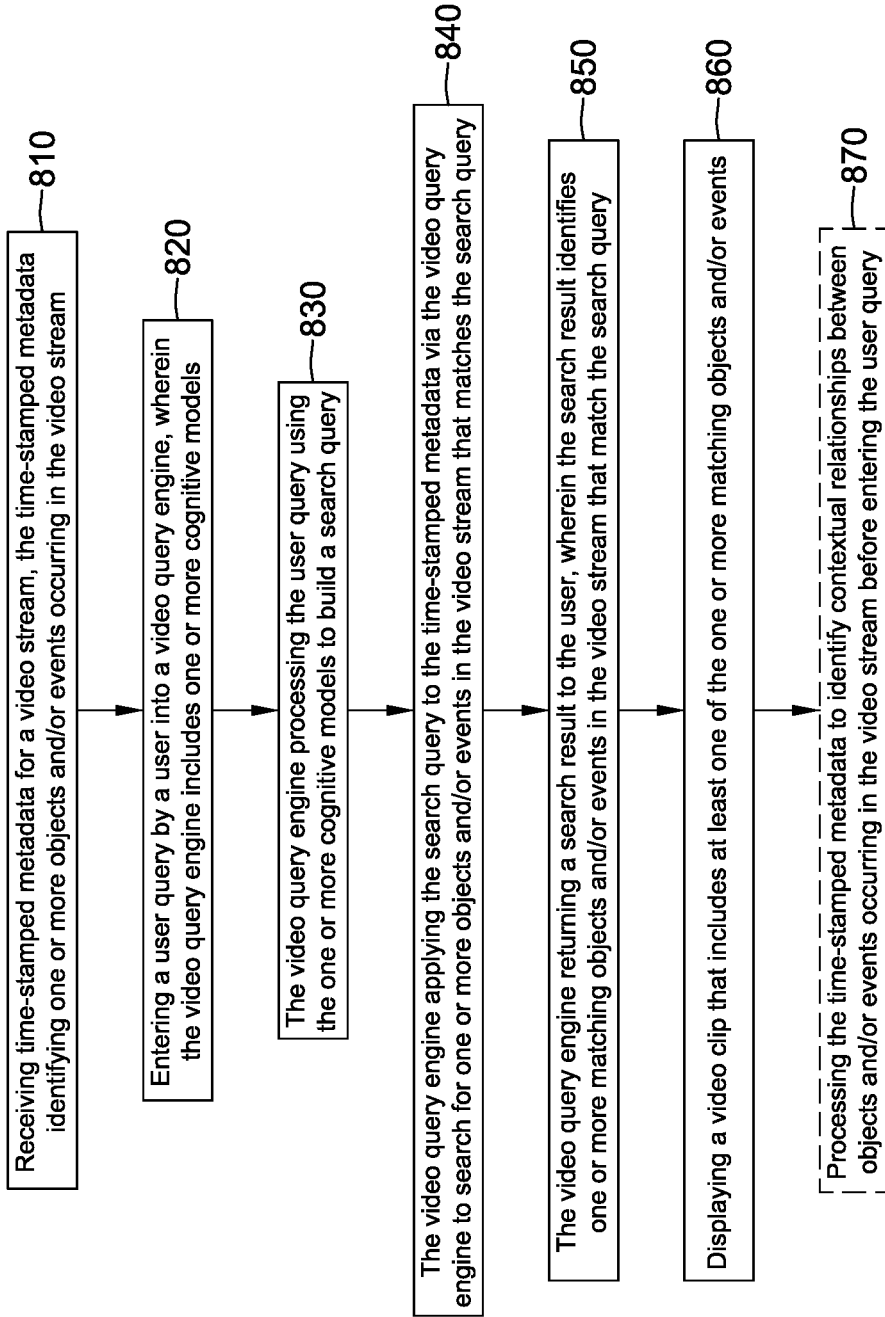 810
Receiving time-stamped metadata for a video stream, the time-stamped metadata
identifying one or more objects and/or events occurring in the video stream
820
Entering a user query by a user into a video query engine, wherein
the video query engine includes one or more cognitive models
830
The video query engine processing the user query using
the one or more cognitive models to build a search query
840
The video query engine applying the search query to the time-stamped metadata via the video query
engine to search for one or more objects and/or events in the video stream that matches the search query
850
The video query engine returning a search result to the user, wherein the search result identifies
one or more matching objects and/or events in the video stream that match the search query
860
Displaying a video clip that includes at least one of the one or more matching objects and/or events
870
Processing the time-stamped metadata to identify contextual relationships between
objects and/or events occurring in the video stream before entering the user query